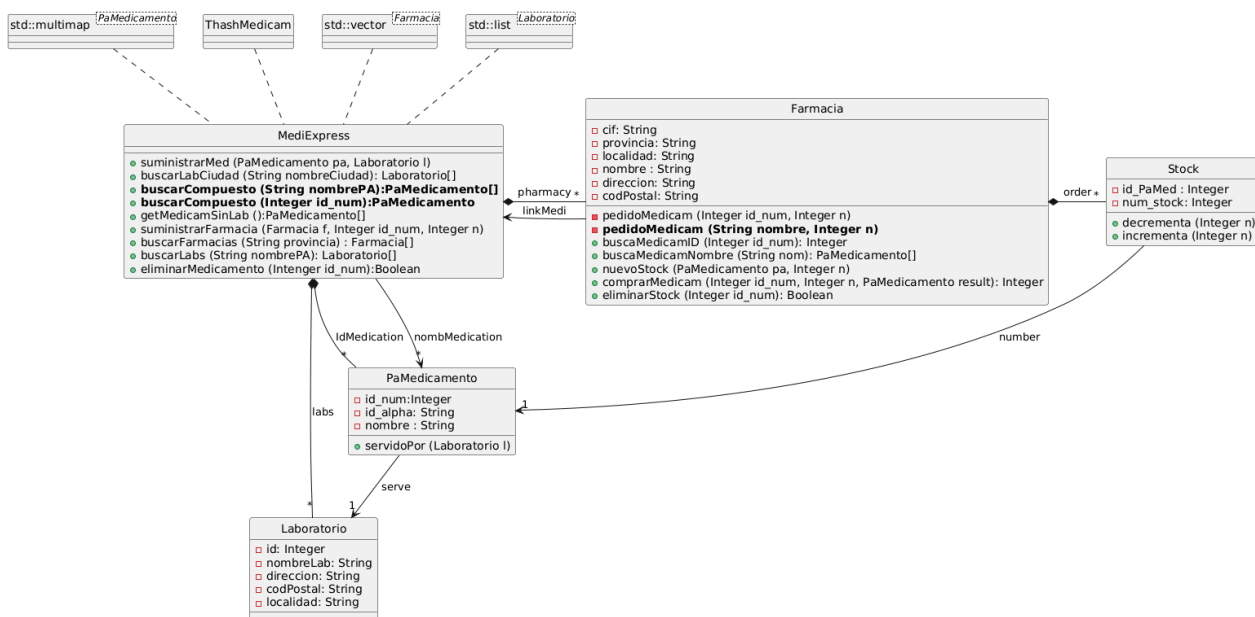 std::multimap
PaMedicamento
ThashMedicam
std::vector
Farmacia
std::list
Laboratorio
MediExpress
suministrarMed (PaMedicamento pa, Laboratorio l)
buscarLabCiudad (String nombreCiudad): Laboratorio[]
buscarCompuesto (String nombrePA):PaMedicamento[]
buscarCompuesto (Integer id_num):PaMedicamento
getMedicamSinLab ():PaMedicamento[]
suministrarFarmacia (Farmacia f, Integer id_num, Integer n)
buscarFarmacias (String provincia) : Farmacia[]
buscarLabs (String nombrePA): Laboratorio[]
eliminarMedicamento (Intenger id_num):Boolean
pharmacy
*
linkMedi
Farmacia
cif: String
provincia: String
localidad: String
nombre : String
direccion: String
codPostal: String
pedidoMedicam (Integer id_num, Integer n)
pedidoMedicam (String nombre, Integer n)
buscaMedicamID (Integer id_num): Integer
buscaMedicamNombre (String nom): PaMedicamento[]
nuevoStock (PaMedicamento pa, Integer n)
comprarMedicam (Integer id_num, Integer n, PaMedicamento result): Integer
eliminarStock (Integer id_num): Boolean
order
*
Stock
id_PaMed : Integer
num_stock: Integer
decrementa (Integer n)
incrementa (Integer n)
IdMedication
*
nombMedication
*
number
1
PaMedicamento
id_num:Integer
id_alpha: String
nombre : String
servidoPor (Laboratorio l)
labs
*
serve
1
Laboratorio
id: Integer
nombreLab: String
direccion: String
codPostal: String
localidad: String